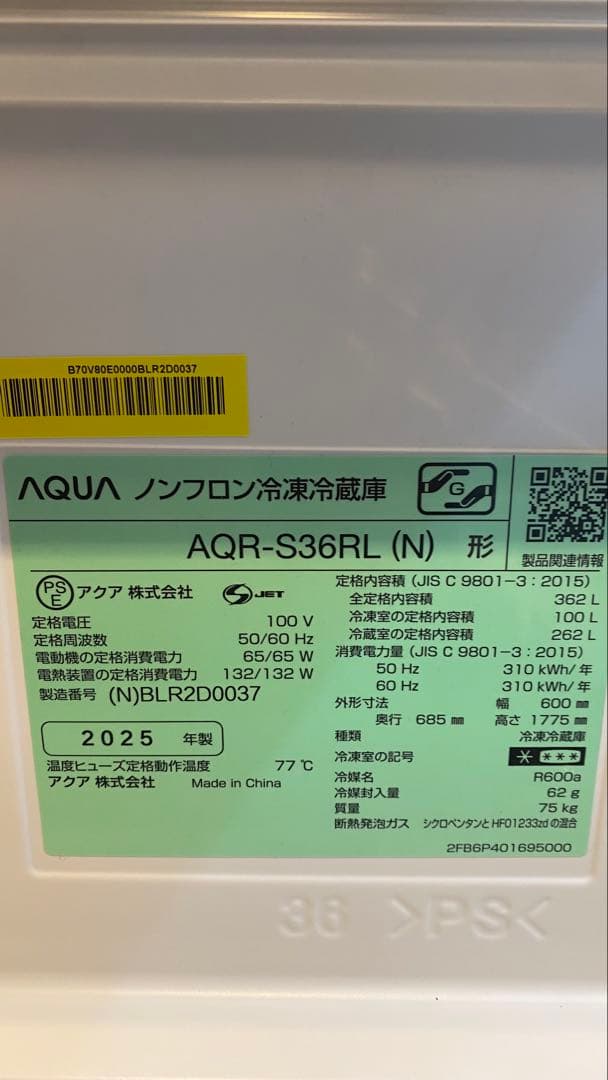 B70V80E0000BLR2D0037
AQUA ノンフロン冷凍冷蔵庫
G
AQR-S36RL (N) 形
製品関連情報
PS E アクア 株式会社 S JET
定格電圧 100 V
定格周波数 50/60 Hz
電動機の定格消費電力 65/65 W
電熱装置の定格消費電力 132/132 W
製造番号 (N)BLR2D0037
2025 年製
温度ヒューズ定格動作温度 77 ℃
アクア 株式会社 Made in China
定格内容積 (JIS C 9801-3 : 2015)
全定格内容積 362 L
冷凍室の定格内容積 100 L
冷蔵室の定格内容積 262 L
消費電力量 (JIS C 9801-3 : 2015)
50 Hz 310 kWh/年
60 Hz 310 kWh/年
外形寸法 幅 600 ㎜
奥行 685 ㎜ 高さ 1775 ㎜
種類 冷凍冷蔵庫
冷凍室の記号
冷媒名 R600a
冷媒封入量 62 g
質量 75 kg
断熱発泡ガス シクロペンタンとHFO1233zdの混合
2FB6P401695000
36 >PS<